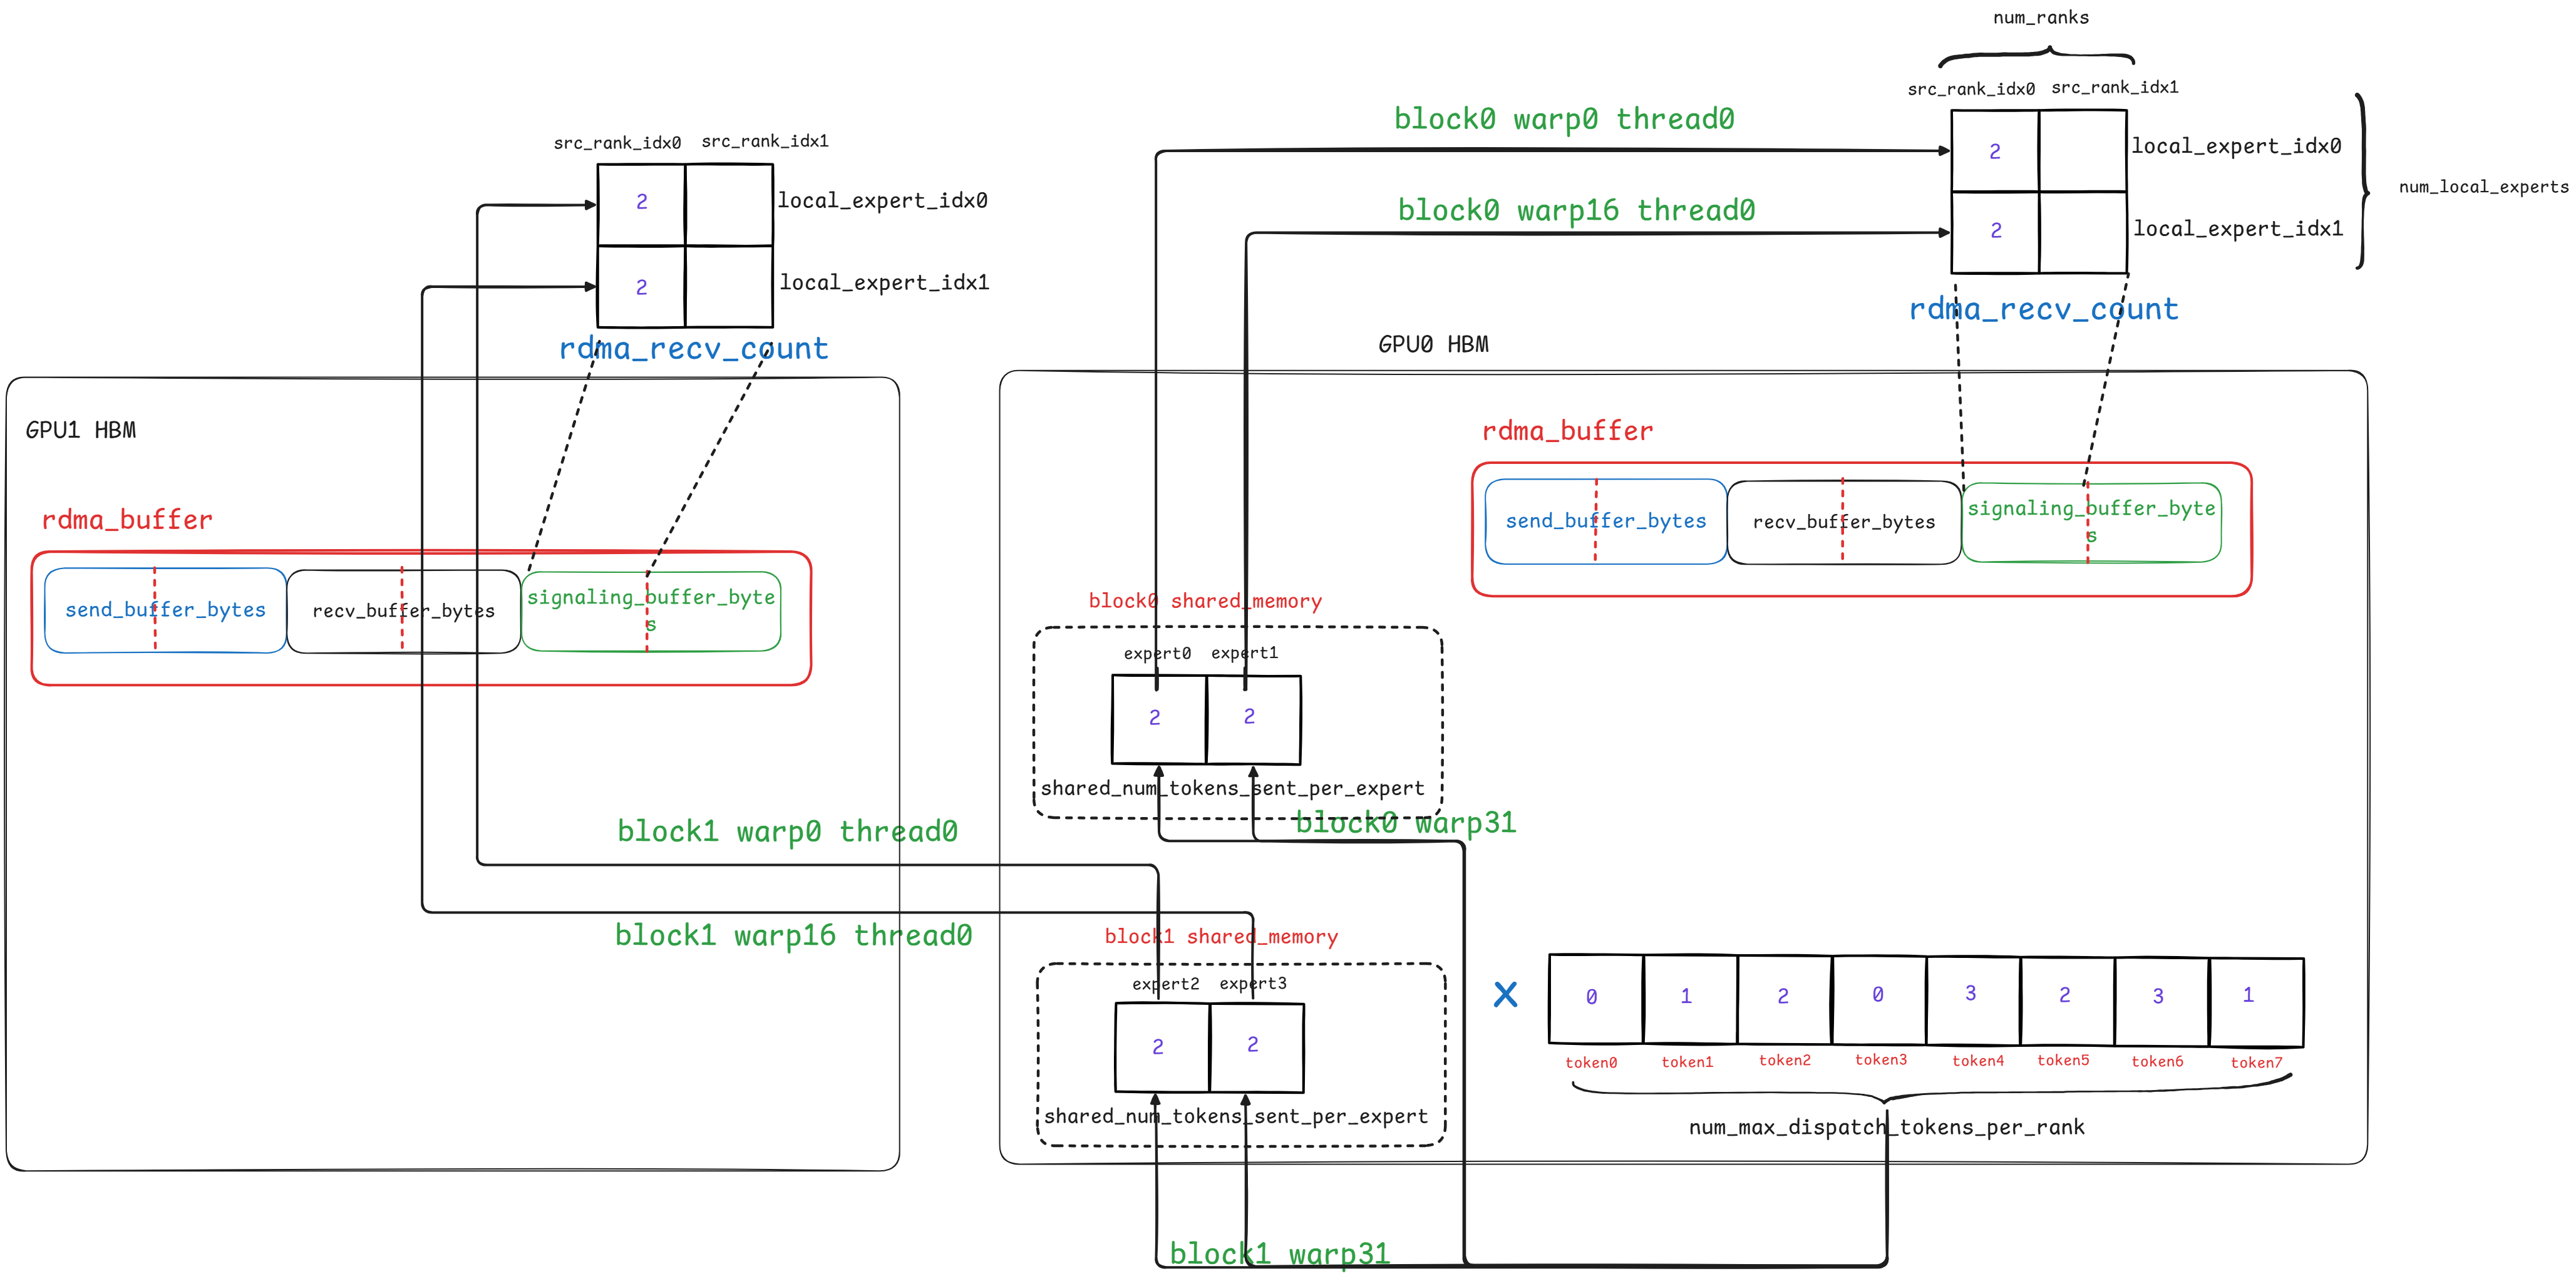 num_ranks
src_rank_idx0 src_rank_idx1
block0 warp0 thread0
2
local_expert_idx0
num_local_experts
block0 warp16 thread0
2
local_expert_idx1
rdma_recv_count
src_rank_idx0 src_rank_idx1
2
local_expert_idx0
2
local_expert_idx1
rdma_recv_count
GPU1 HBM
rdma_buffer
send_buffer_bytes
recv_buffer_bytes
signaling_buffer_byte
s
GPU0 HBM
rdma_buffer
send_buffer_bytes
recv_buffer_bytes
signaling_buffer_byte
s
block0 shared_memory
expert0 expert1
2 2
shared_num_tokens_sent_per_expert
block0 warp31
block1 warp0 thread0
block1 warp16 thread0
block1 shared_memory
expert2 expert3
2 2
shared_num_tokens_sent_per_expert
block1 warp31
x
0 1 2 0 3 2 3 1
token0 token1 token2 token3 token4 token5 token6 token7
num_max_dispatch_tokens_per_rank